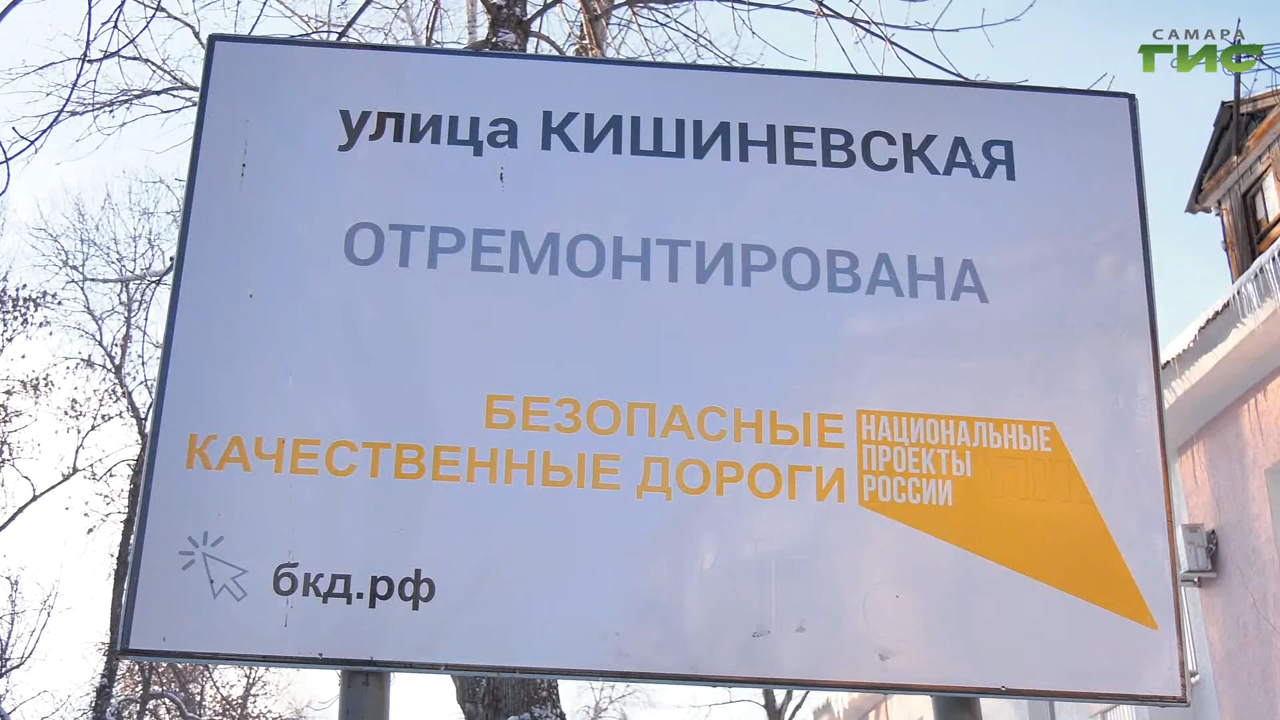 САМАРА
ГИС
улица КИШИНЕВСКАЯ
ОТРЕМОНТИРОВАНА
БЕЗОПАСНЫЕ
КАЧЕСТВЕННЫЕ ДОРОГИ
НАЦИОНАЛЬНЫЕ
ПРОЕКТЫ
РОССИИ
бкд.рф